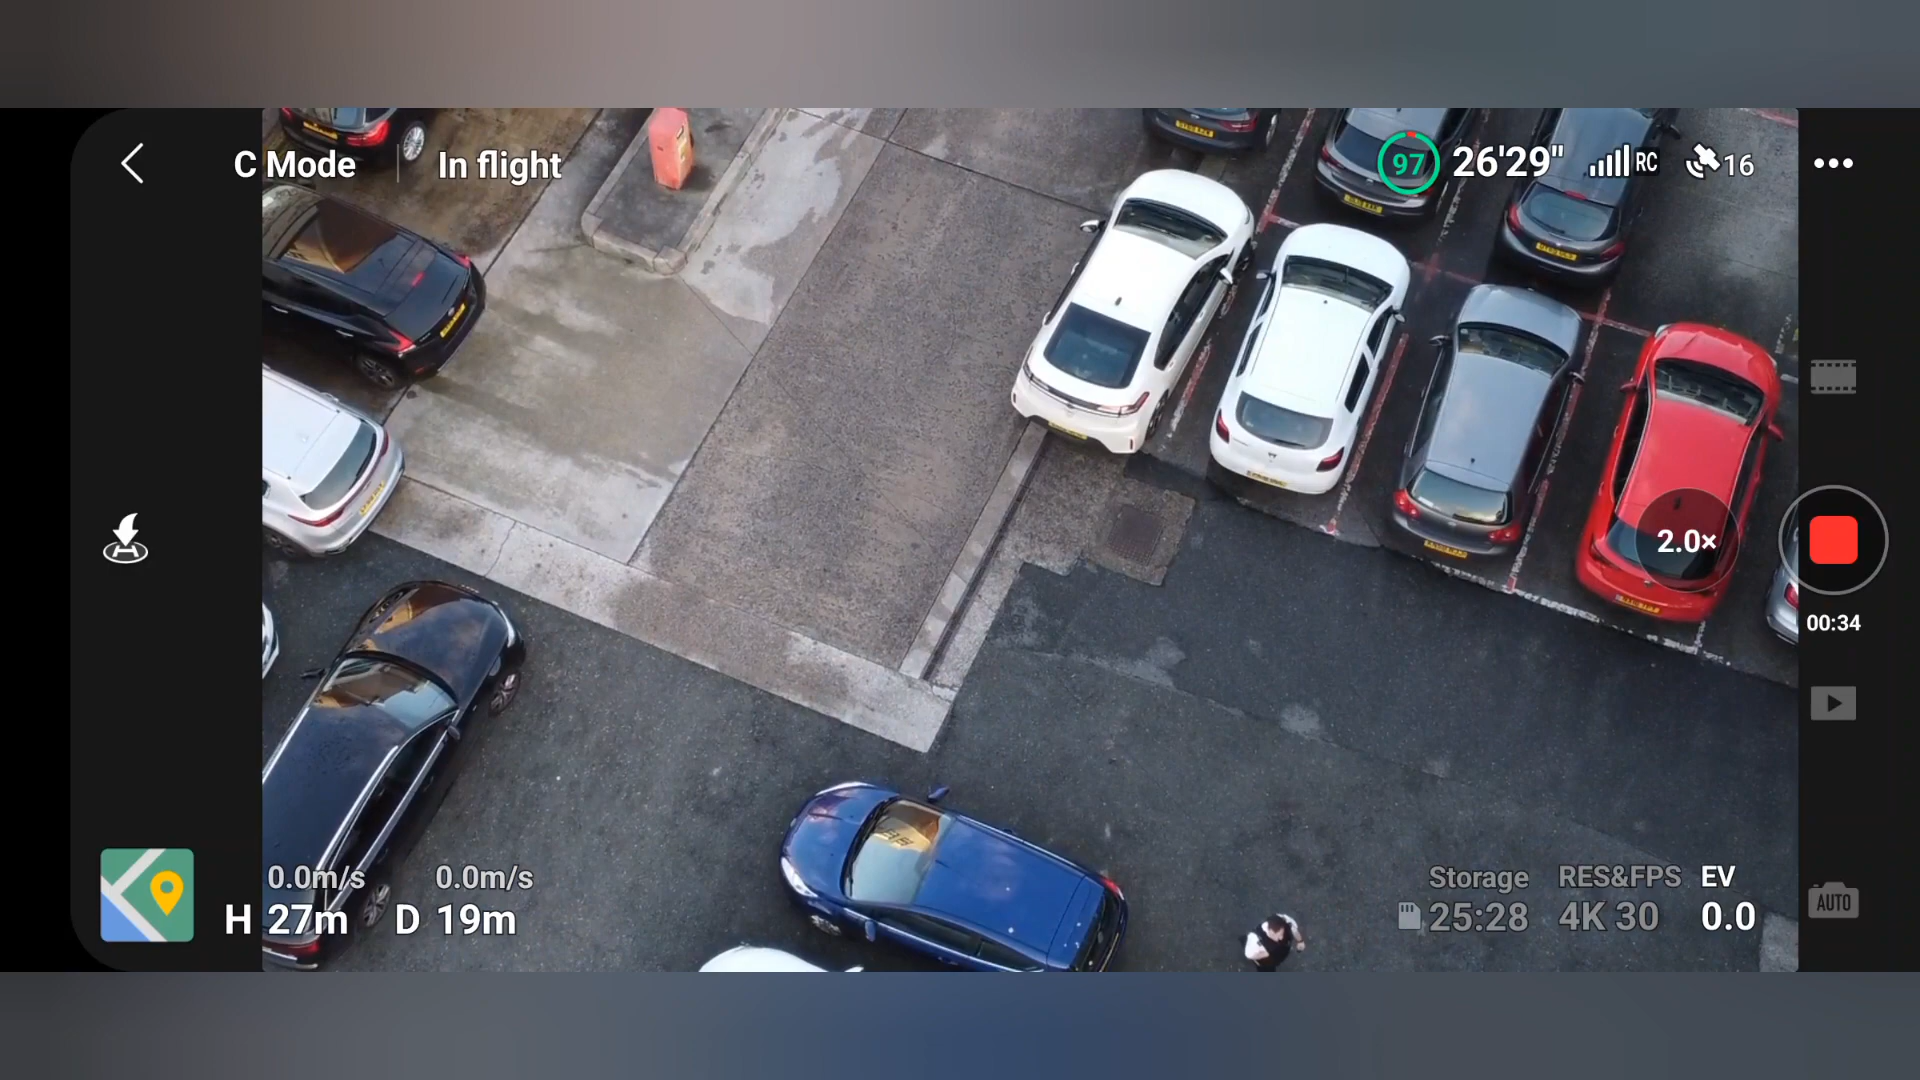 C Mode
In flight
97
26'29"
RC
16
2.0×
00:34
0.0m/s
0.0m/s
H 27m
D 19m
Storage
RES&FPS
EV
25:28
4K 30
0.0
AUTO